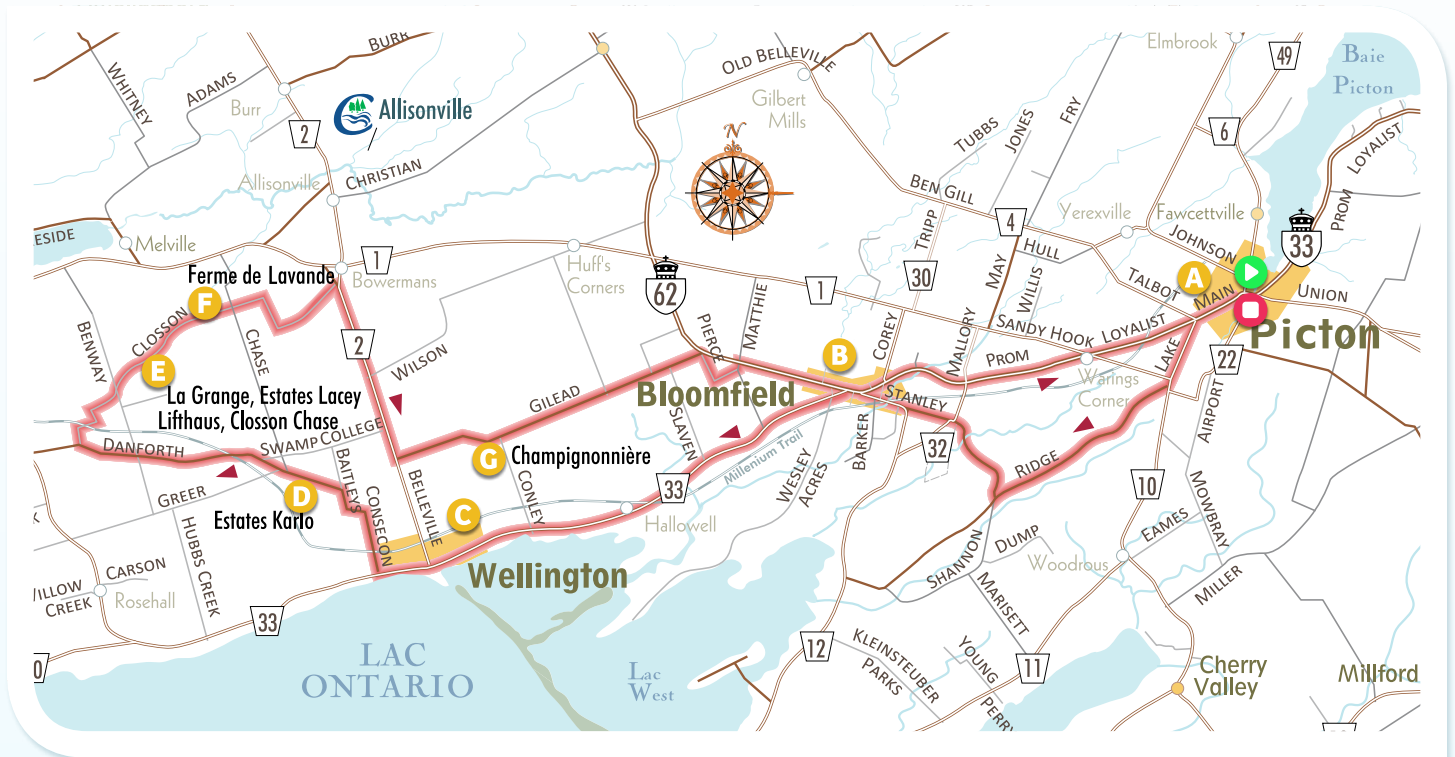 BURR
WHITNEY
ADAMS
Burr
2
Allisonville
Allisonville
CHRISTIAN
OLD BELLEVILLE
Gilbert
Mills
N
TUBBS
JONES
FRY
Elmbrook
49
Baie
Picton
6
LOYALIST
PROM
BEN GILL
4
Yerexville
Fawcettville
JOHNSON
33
HULL
TRIPP
30
MAY
WILLIS
TALBOT
A
MAIN
UNION
Picton
ESIDE
Melville
1
Bowermans
Huff's
Corners
62
1
Ferme de Lavande
F
CLOSSON
BENWAY
CHASE
E
2
WILSON
La Grange, Estates Lacey
Lifthaus, Closson Chase
PIERCE
MATTHIE
B
COREY
MALLORY
SANDY HOOK
LOYALIST
PROM
LAKE
22
Warings
Corner
AIRPORT
Bloomfield
GILEAD
STANLEY
SLAVEN
BARKER
32
RIDGE
10
DANFORTH
SWAMP COLLEGE
G
Champignonnière
Millenium Trail
WESLEY
ACRES
GREER
D
Estates Karlo
BAITLEYS
CONSECON
BELLEVILLE
C
CONLEY
33
Hallowell
HUBBS CREEK
K
CARSON
WILLOW
CREEK
Rosehall
Wellington
SHANNON
DUMP
MARISETT
Woodrous
EAMES
MOWBRAY
MILLER
33
0
LAC
ONTARIO
Lac
West
12
KLEINSTEUBER
PARKS
YOUNG
PERRY
11
Cherry
Valley
Millford